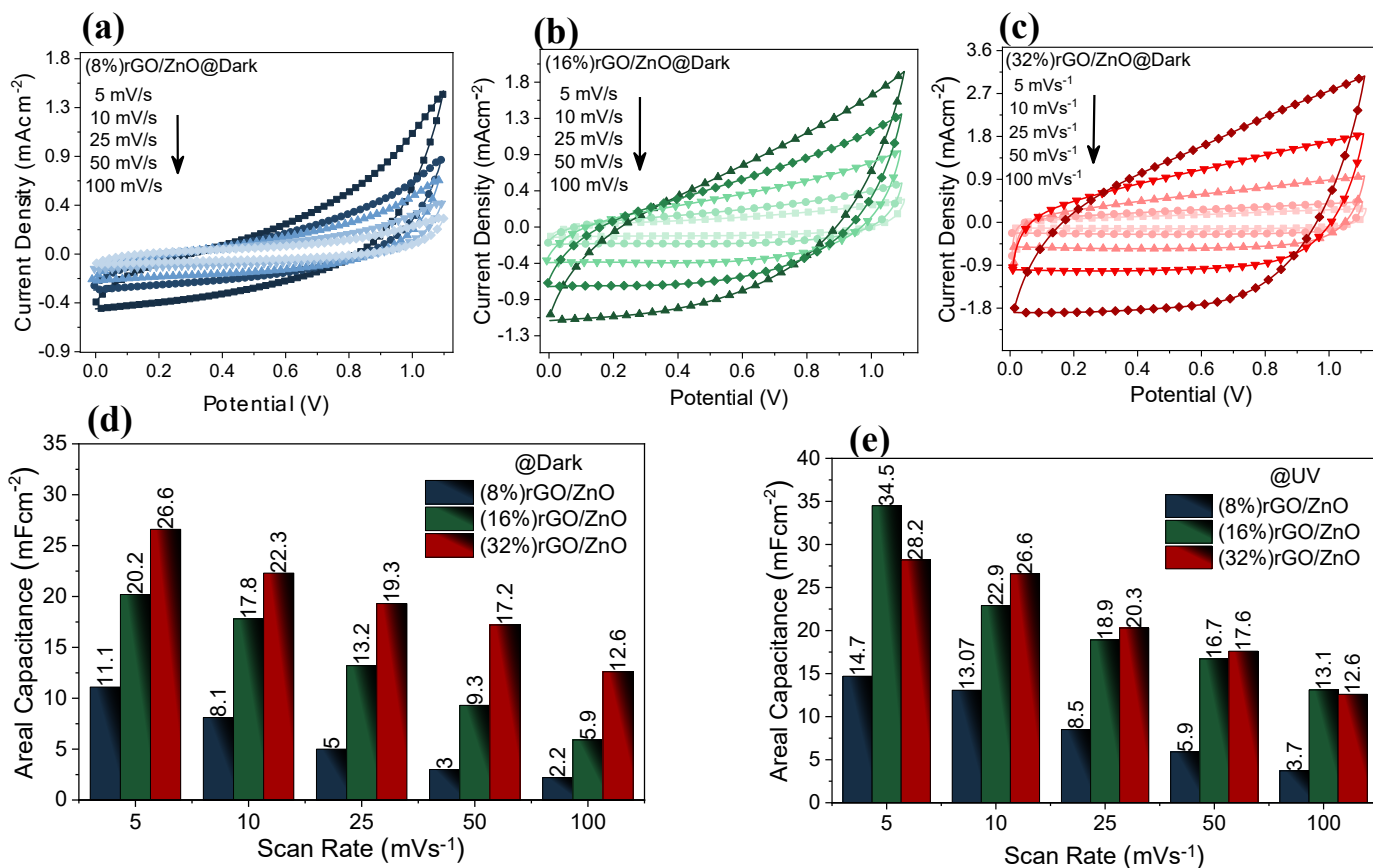 (a)
(8%)rGO/ZnO@Dark
5 mV/s
10 mV/s
25 mV/s
50 mV/s
100 mV/s
1.8
1.3
0.9
0.4
0.0
-0.4
-0.9
Current Density (mAcm-2)
0.0 0.2 0.4 0.6 0.8 1.0
Potential (V)
(b)
(16%)rGO/ZnO@Dark
5 mV/s
10 mV/s
25 mV/s
50 mV/s
100 mV/s
1.8
1.3
0.9
0.4
0.0
-0.4
-0.9
-1.3
Current Density (mAcm-2)
0.0 0.2 0.4 0.6 0.8 1.0
Potential (V)
(c)
(32%)rGO/ZnO@Dark
5 mVs-1
10 mVs-1
25 mVs-1
50 mVs-1
100 mVs-1
3.6
2.7
1.8
0.9
0.0
-0.9
-1.8
Current Density (mAcm-2)
0.0 0.2 0.4 0.6 0.8 1.0
Potential (V)
(d)
@Dark
(8%)rGO/ZnO
(16%)rGO/ZnO
(32%)rGO/ZnO
35
30
25
20
15
10
5
0
Areal Capacitance (mFcm-2)
11.1 20.2 26.6
8.1 17.8 22.3
5 13.2 19.3
3 9.3 17.2
2.2 5.9 12.6
5 10 25 50 100
Scan Rate (mVs-1)
(e)
@UV
(8%)rGO/ZnO
(16%)rGO/ZnO
(32%)rGO/ZnO
40
35
30
25
20
15
10
5
0
Areal Capacitance (mFcm-2)
14.7 34.5 28.2
13.07 22.9 26.6
8.5 18.9 20.3
5.9 16.7 17.6
3.7 13.1 12.6
5 10 25 50 100
Scan Rate (mVs-1)